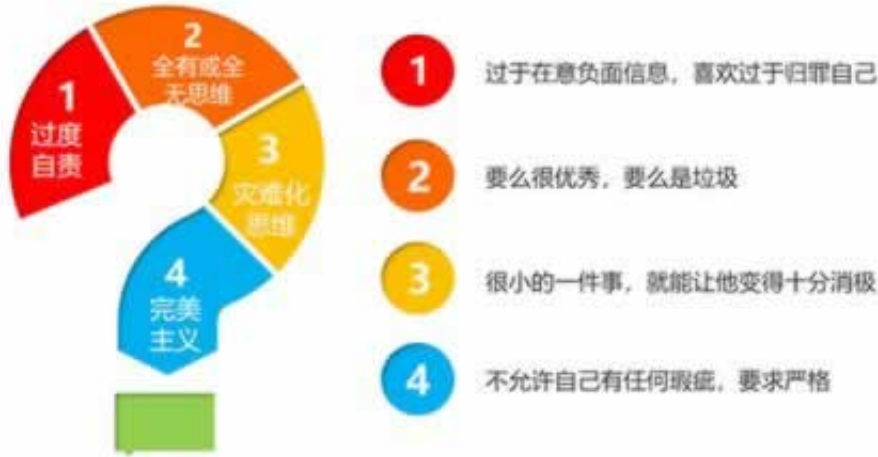 1
过度
自责
2
全有或全
无思维
3
灾难化
思维
4
完美
主义
1
过于在意负面信息，喜欢过于归罪自己
2
要么很优秀，要么是垃圾
3
很小的一件事，就能让他变得十分消极
4
不允许自己有任何瑕疵，要求严格